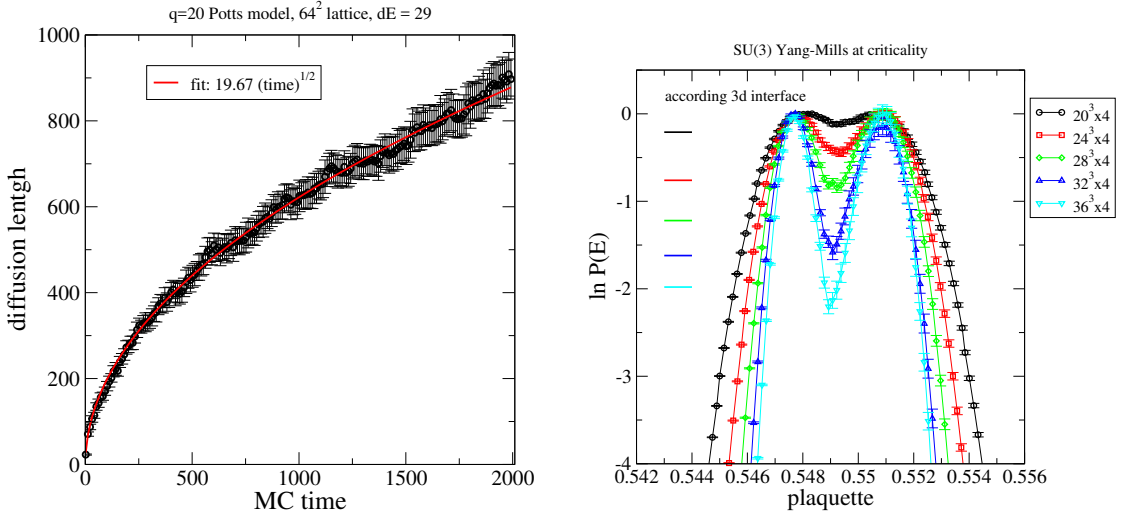 q=20 Potts model, 64² lattice, dE = 29
1000
800
600
400
200
0
diffusion lentgh
fit: 19.67 (time)^1/2
0 500 1000 1500 2000
MC time
SU(3) Yang-Mills at criticality
according 3d interface
0
-1
-2
-3
-4
ln P(E)
0.542 0.544 0.546 0.548 0.55 0.552 0.554 0.556
plaquette
20³x4
24³x4
28³x4
32³x4
36³x4